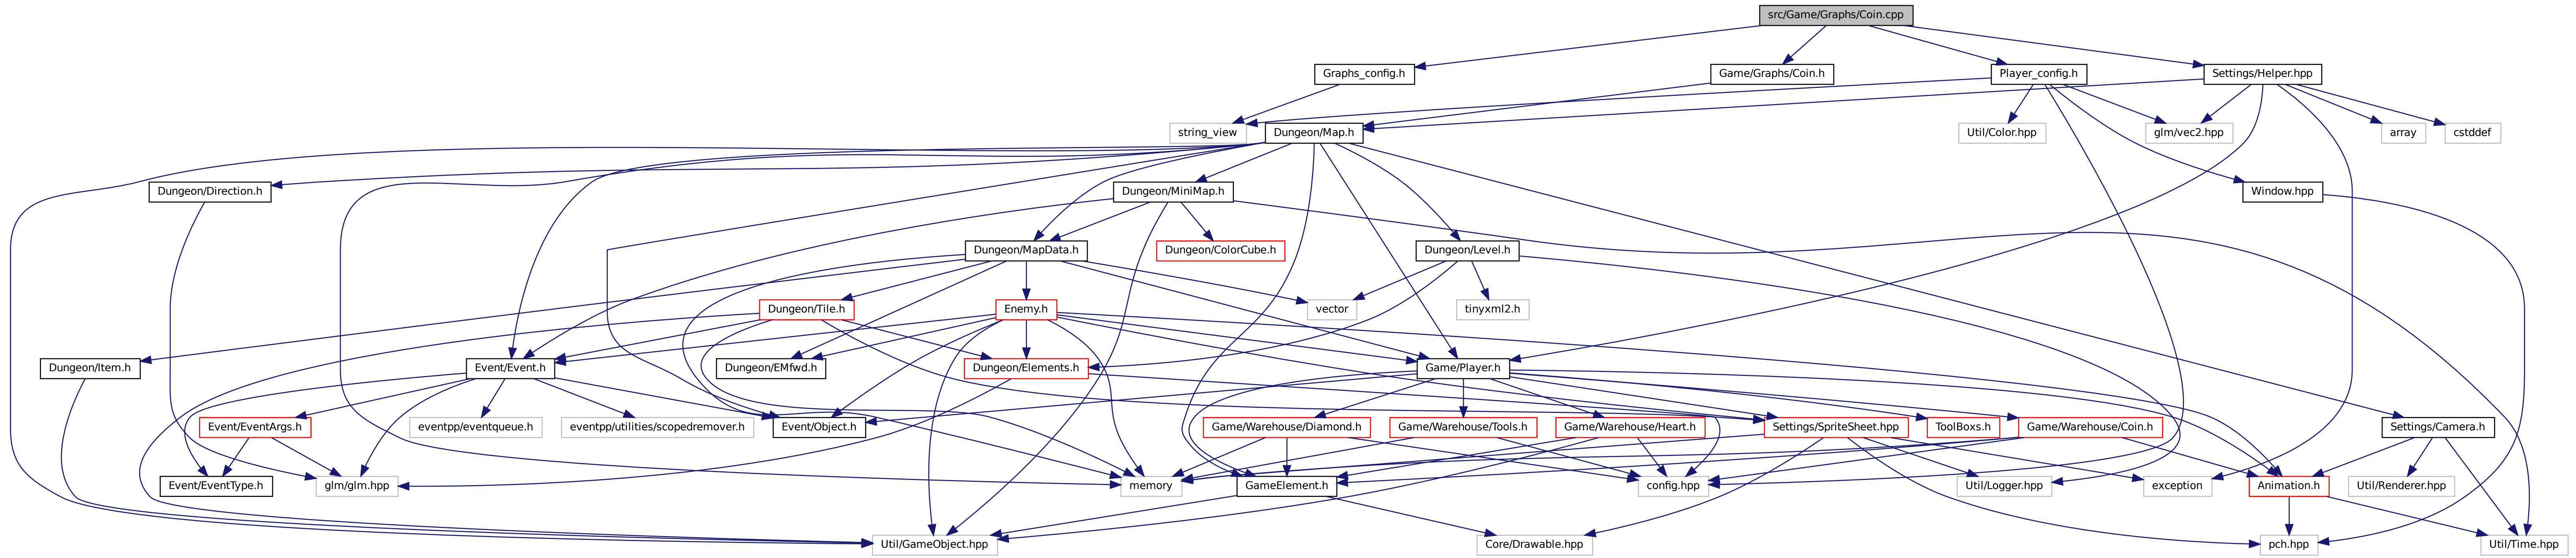 src/Game/Graphs/Coin.cpp
Graphs_config.h
Game/Graphs/Coin.h
Player_config.h
Settings/Helper.hpp
string_view
Dungeon/Map.h
Util/Color.hpp
glm/vec2.hpp
array
cstddef
Dungeon/Direction.h
Dungeon/MiniMap.h
Window.hpp
Dungeon/MapData.h
Dungeon/ColorCube.h
Dungeon/Level.h
Dungeon/Tile.h
Enemy.h
vector
tinyxml2.h
Dungeon/Item.h
Event/Event.h
Dungeon/EMfwd.h
Dungeon/Elements.h
Game/Player.h
Event/EventArgs.h
eventpp/eventqueue.h
eventpp/utilities/scopedremover.h
Event/Object.h
Game/Warehouse/Diamond.h
Game/Warehouse/Tools.h
Game/Warehouse/Heart.h
Settings/SpriteSheet.hpp
ToolBoxs.h
Game/Warehouse/Coin.h
Settings/Camera.h
Event/EventType.h
glm/glm.hpp
memory
GameElement.h
config.hpp
Util/Logger.hpp
exception
Animation.h
Util/Renderer.hpp
Util/GameObject.hpp
Core/Drawable.hpp
pch.hpp
Util/Time.hpp